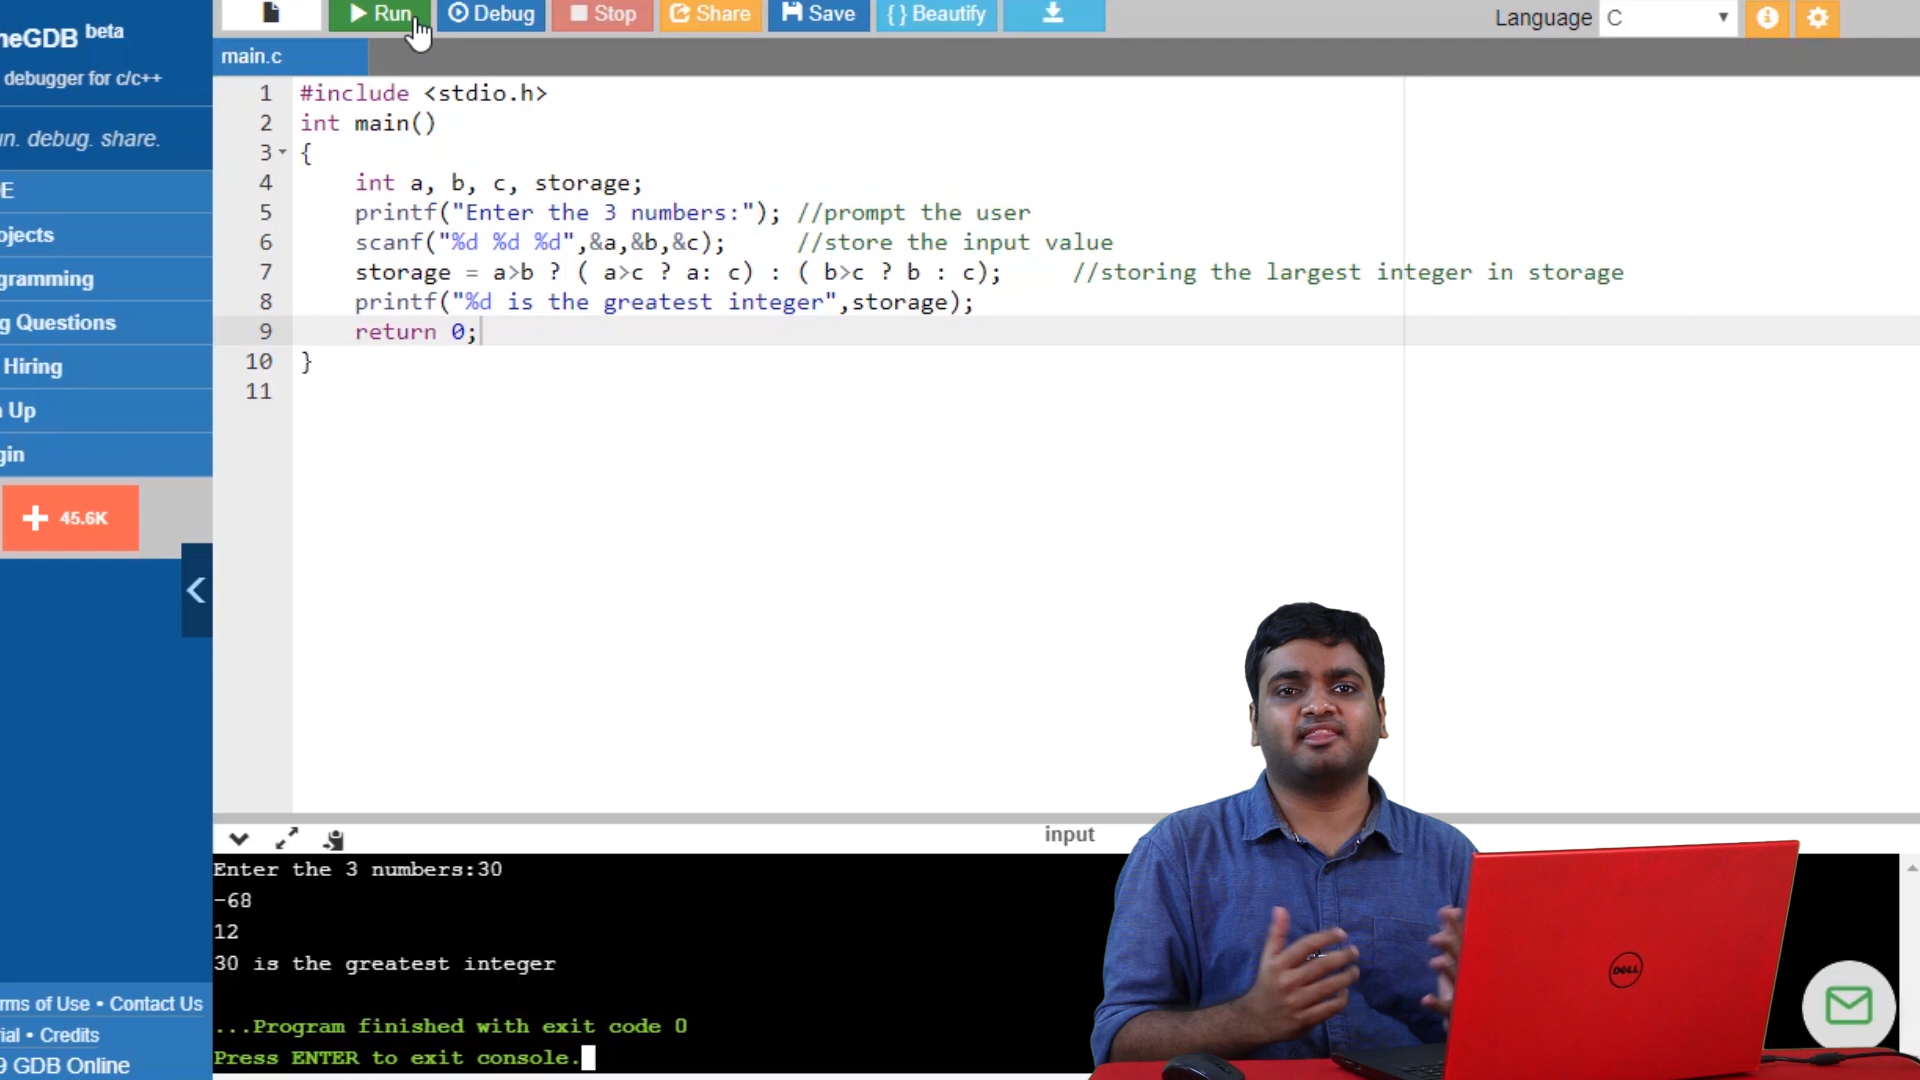 neGDB beta
debugger for c/c++
un. debug. share.
E
ojects
gramming
g Questions
Hiring
n Up
gin
45.6K
rms of Use • Contact Us
ial • Credits
9 GDB Online
Run
Debug
Stop
Share
Save
{ } Beautify
Language C
main.c
1 #include <stdio.h>
2 int main()
3 {
4 int a, b, c, storage;
5 printf("Enter the 3 numbers:"); //prompt the user
6 scanf("%d %d %d",&a,&b,&c); //store the input value
7 storage = a>b ? ( a>c ? a: c) : ( b>c ? b : c); //storing the largest integer in storage
8 printf("%d is the greatest integer",storage);
9 return 0;
10 }
11
input
Enter the 3 numbers:30
-68
12
30 is the greatest integer
...Program finished with exit code 0
Press ENTER to exit console.
DELL